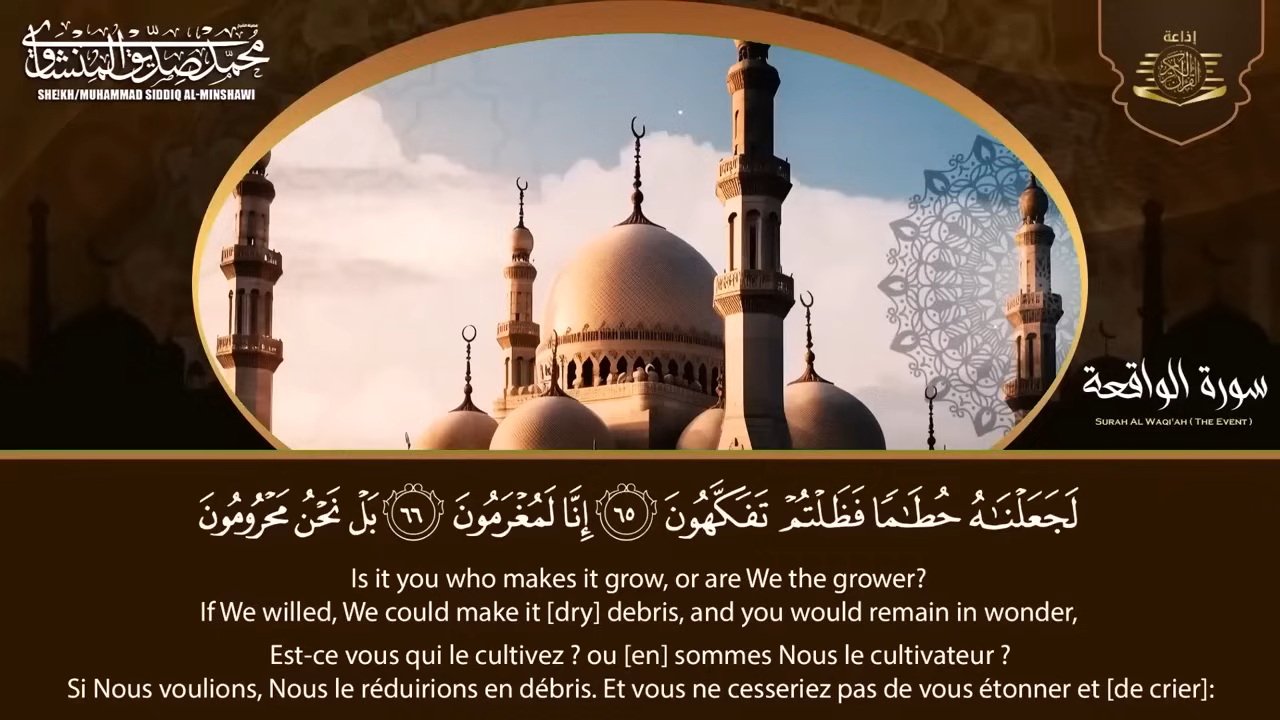 محمد صديق المنشاوي
SHEIKH/MUHAMMAD SIDDIQ AL-MINSHAWI
إذاعة
القرآن الكريم
سورة الواقعة
SURAH AL WAQI'AH ( THE EVENT )
لَجَعَلْنَـٰهُ حُطَـٰمًا فَظَلْتُمْ تَفَكَّهُونَ ٦٥ إِنَّا لَمُغْرَمُونَ ٦٦ بَلْ نَحْنُ مَحْرُومُونَ
Is it you who makes it grow, or are We the grower?
If We willed, We could make it [dry] debris, and you would remain in wonder,
Est-ce vous qui le cultivez ? ou [en] sommes Nous le cultivateur ?
Si Nous voulions, Nous le réduirions en débris. Et vous ne cesseriez pas de vous étonner et [de crier]: